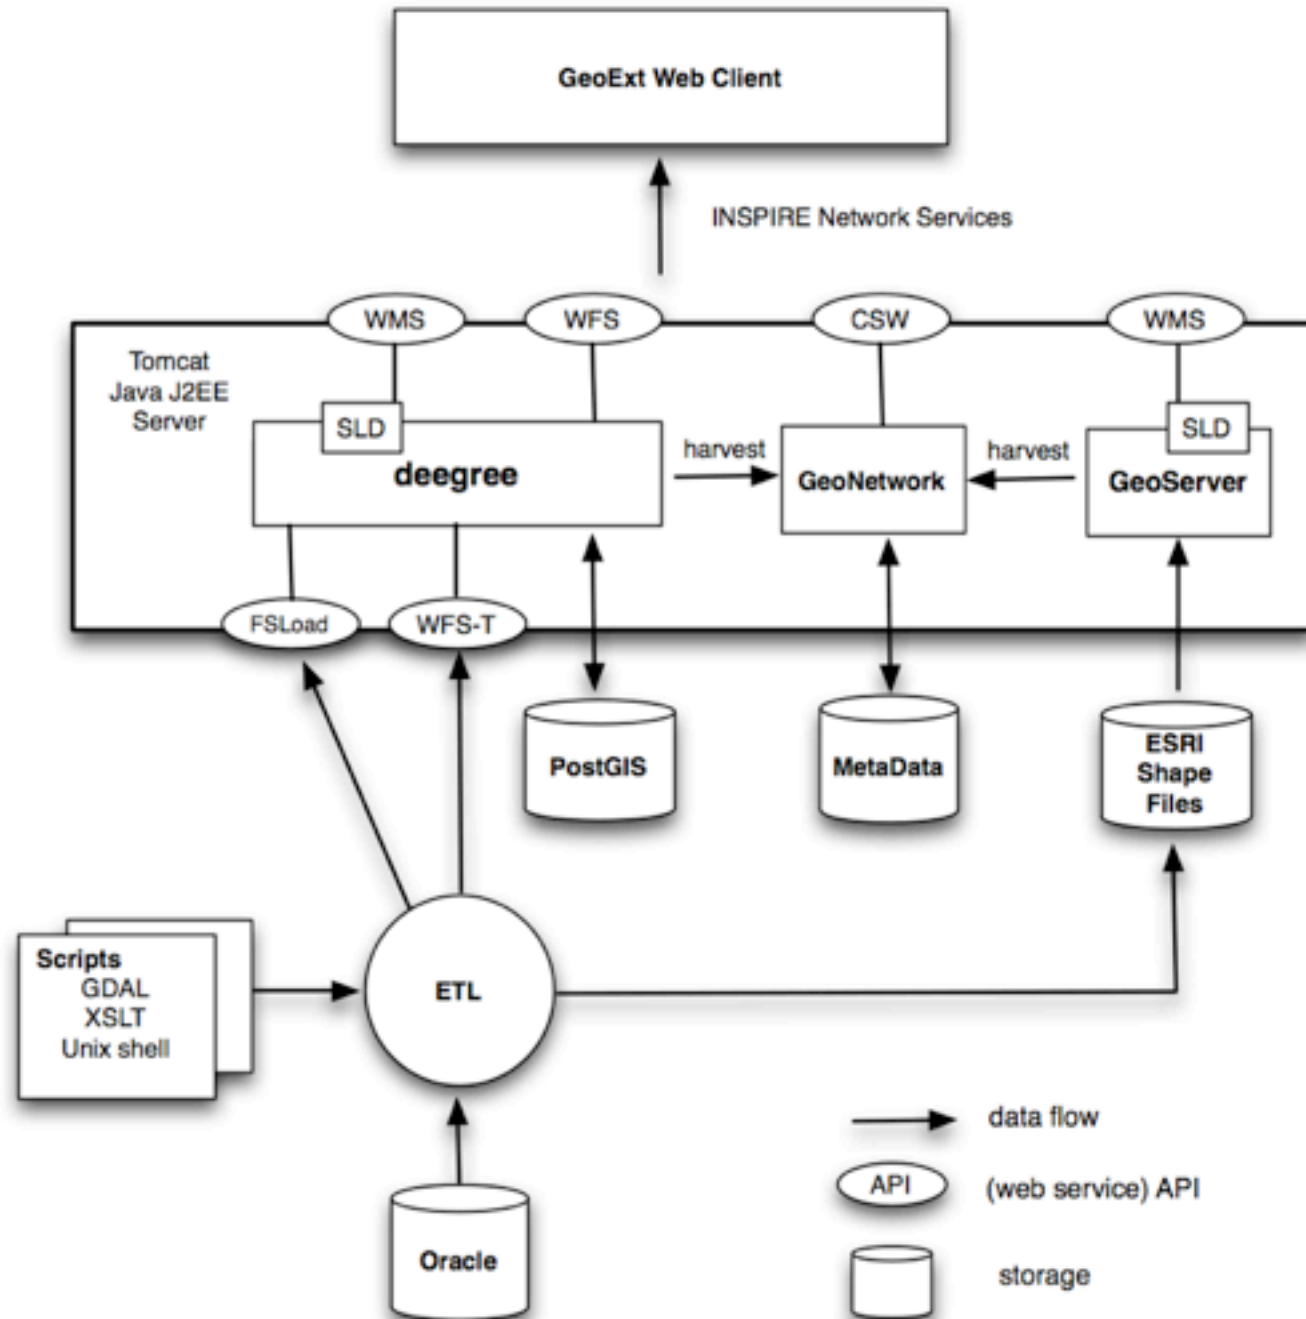 GeoExt Web Client
INSPIRE Network Services
WMS
WFS
CSW
WMS
Tomcat
Java J2EE
Server
SLD
deegree
harvest
GeoNetwork
harvest
SLD
GeoServer
FSLoad
WFS-T
PostGIS
MetaData
ESRI
Shape
Files
Scripts
GDAL
XSLT
Unix shell
ETL
Oracle
data flow
API
(web service) API
storage